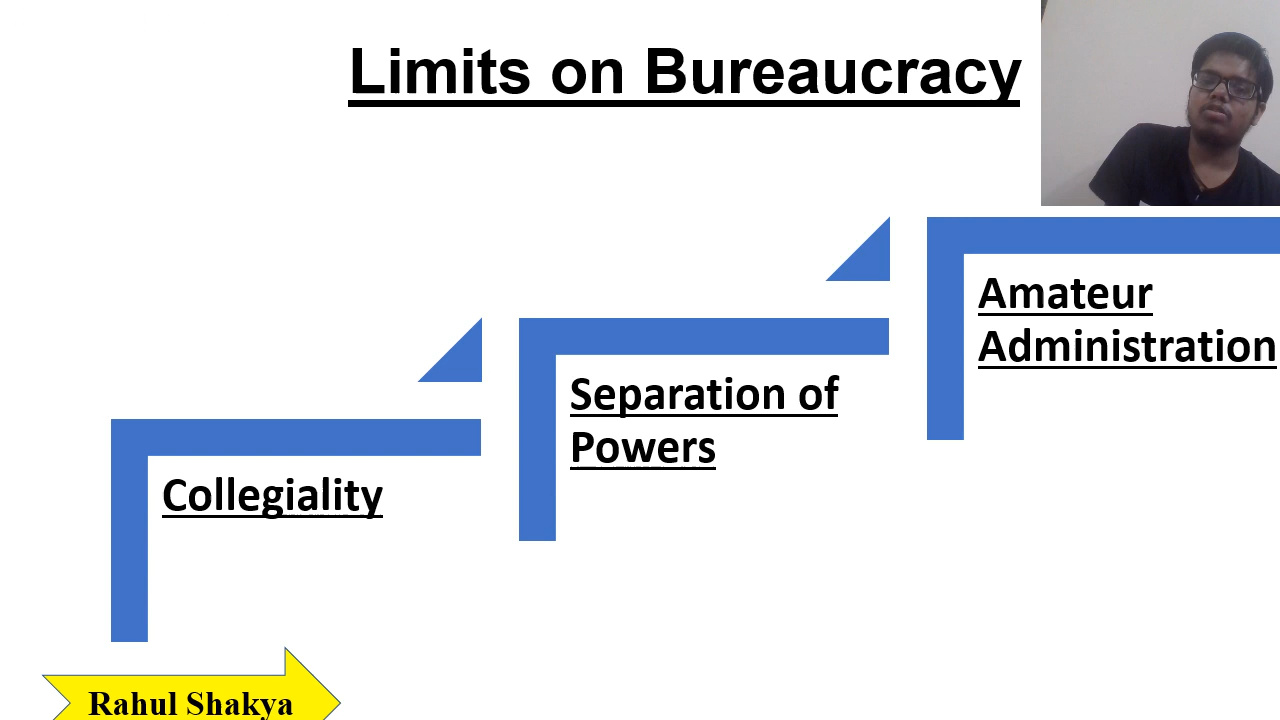 Limits on Bureaucracy
Collegiality
Separation of
Powers
Amateur
Administration
Rahul Shakya